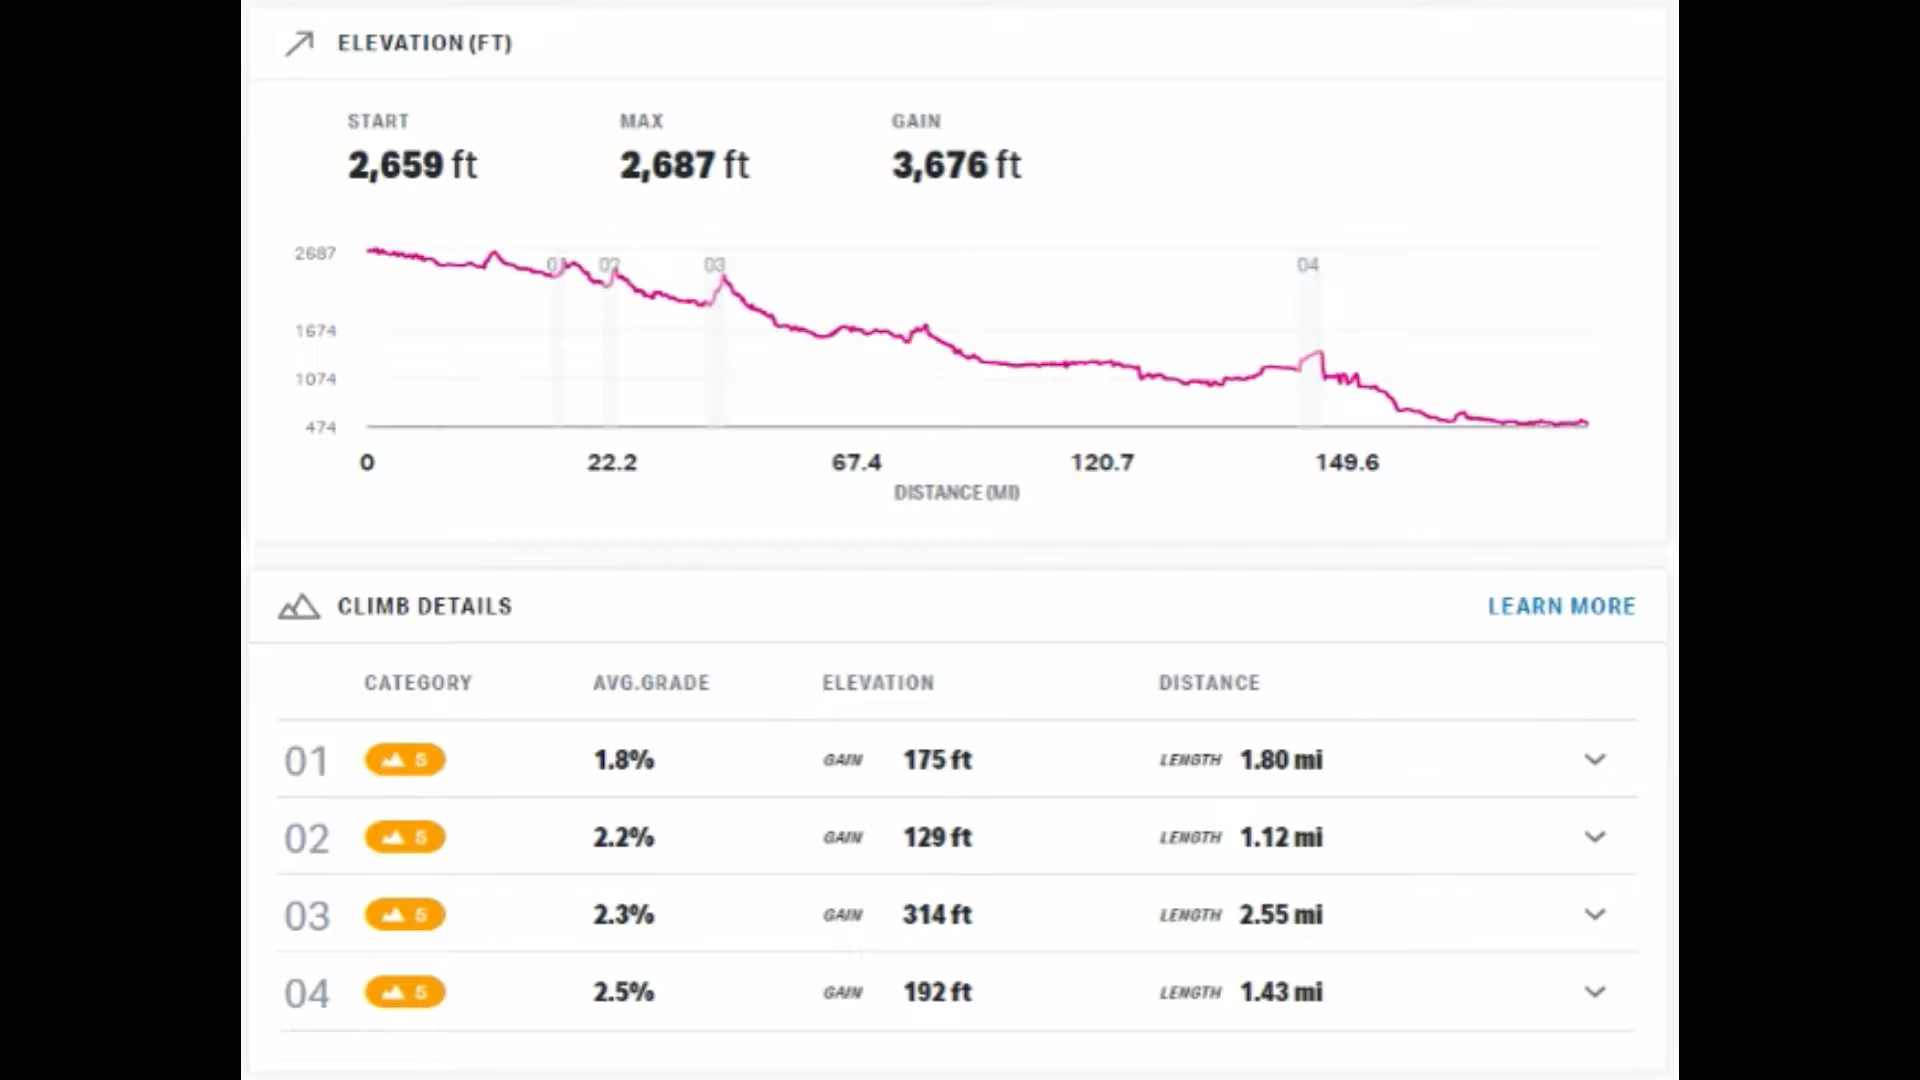 ELEVATION (FT)
START MAX GAIN
2,659 ft 2,687 ft 3,676 ft
2687
01 02 03 04
1674
1074
474
0 22.2 67.4 120.7 149.6
DISTANCE (MI)
CLIMB DETAILS LEARN MORE
CATEGORY AVG.GRADE ELEVATION DISTANCE
01 5 1.8% GAIN 175 ft LENGTH 1.80 mi
02 5 2.2% GAIN 129 ft LENGTH 1.12 mi
03 5 2.3% GAIN 314 ft LENGTH 2.55 mi
04 5 2.5% GAIN 192 ft LENGTH 1.43 mi